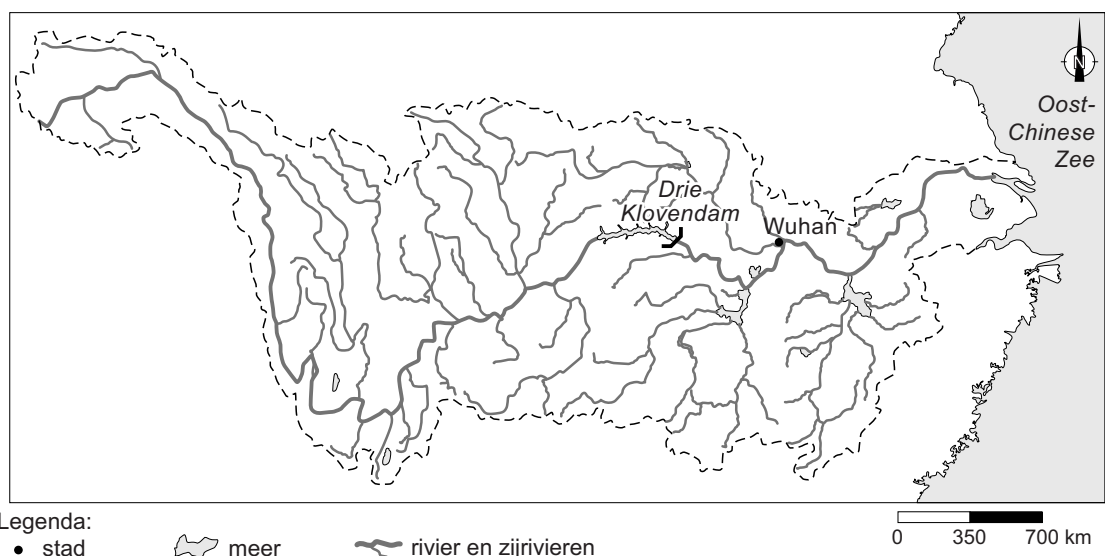 N
Oost-
Chinese
Zee
Drie
Klovendam
Wuhan
Legenda:
stad
meer
rivier en zijrivieren
0 350 700 km